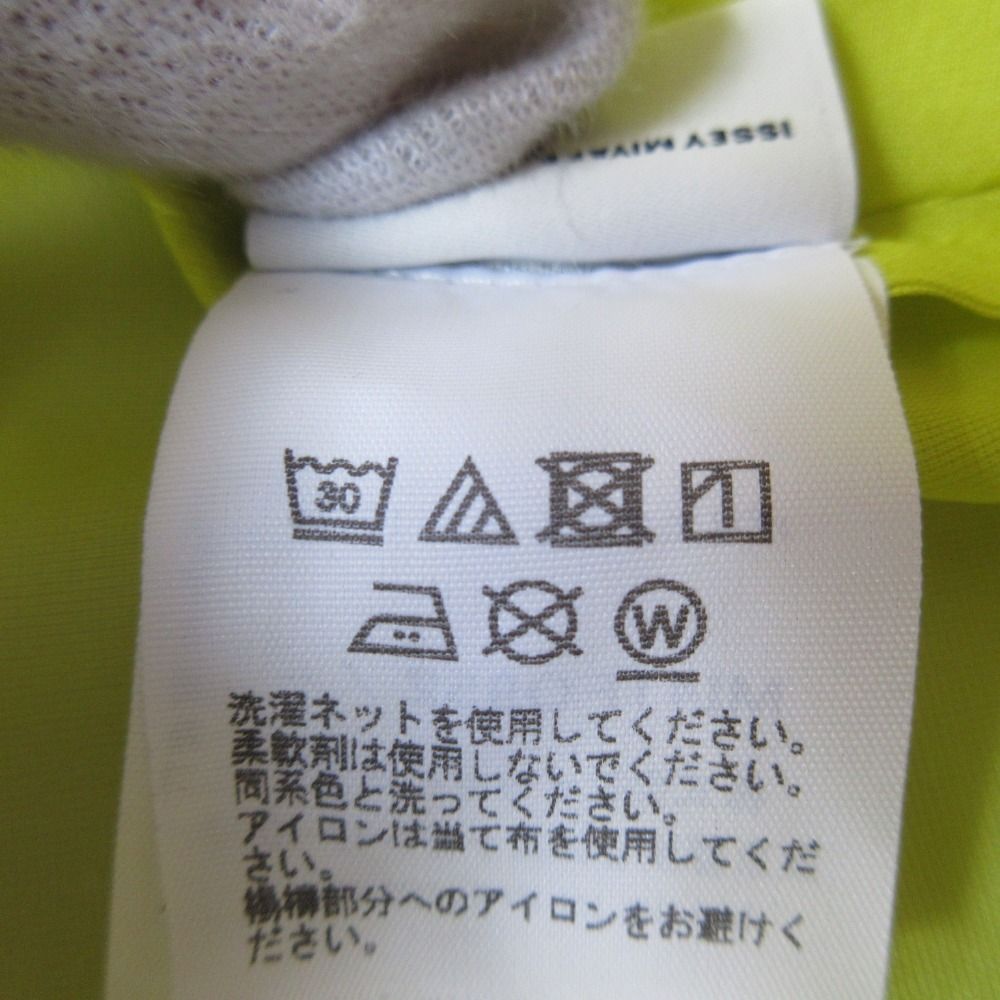 ISSEY MIYAKE
30
W
洗濯ネットを使用してください。
柔軟剤は使用しないでください。
同系色と洗ってください。
アイロンは当て布を使用してくだ
さい。
部分へのアイロンをお避けく
ださい。